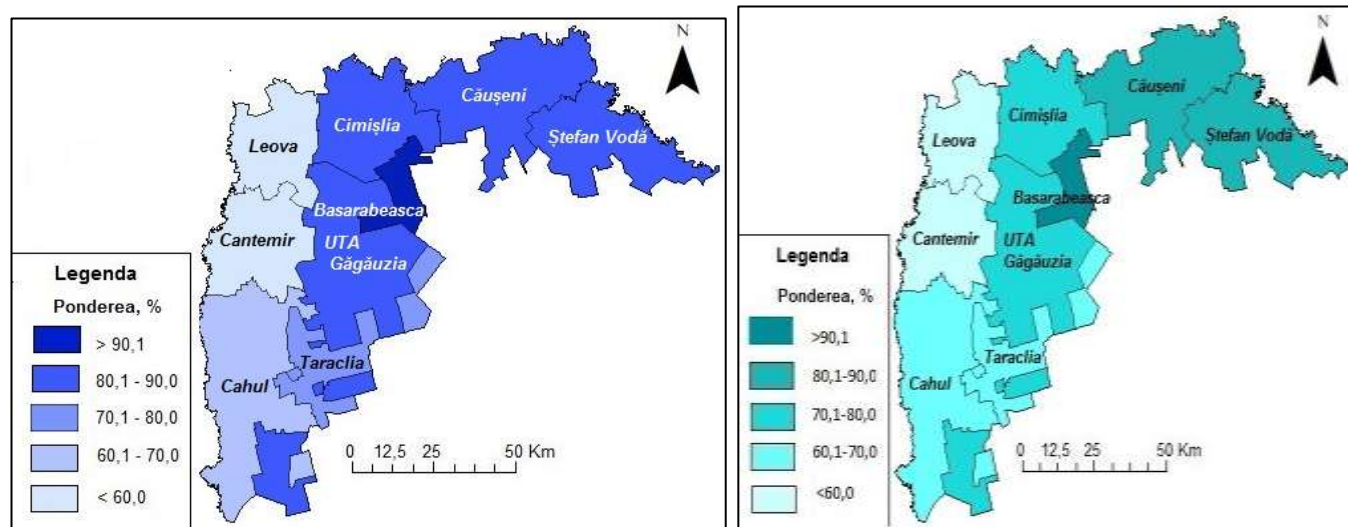 N
Căușeni
Cimișlia
Ștefan Vodă
Leova
Basarabeasca
Cantemir
UTA
Găgăuzia
Taraclia
Cahul
Legenda
Ponderea, %
> 90,1
80,1 - 90,0
70,1 - 80,0
60,1 - 70,0
< 60,0
0 12,5 25 50 Km
N
Căușeni
Cimișlia
Ștefan Vodă
Leova
Basarabeasca
Cantemir
UTA
Găgăuzia
Taraclia
Cahul
Legenda
Ponderea, %
>90,1
80,1-90,0
70,1-80,0
60,1-70,0
<60,0
0 12,5 25 50 Km